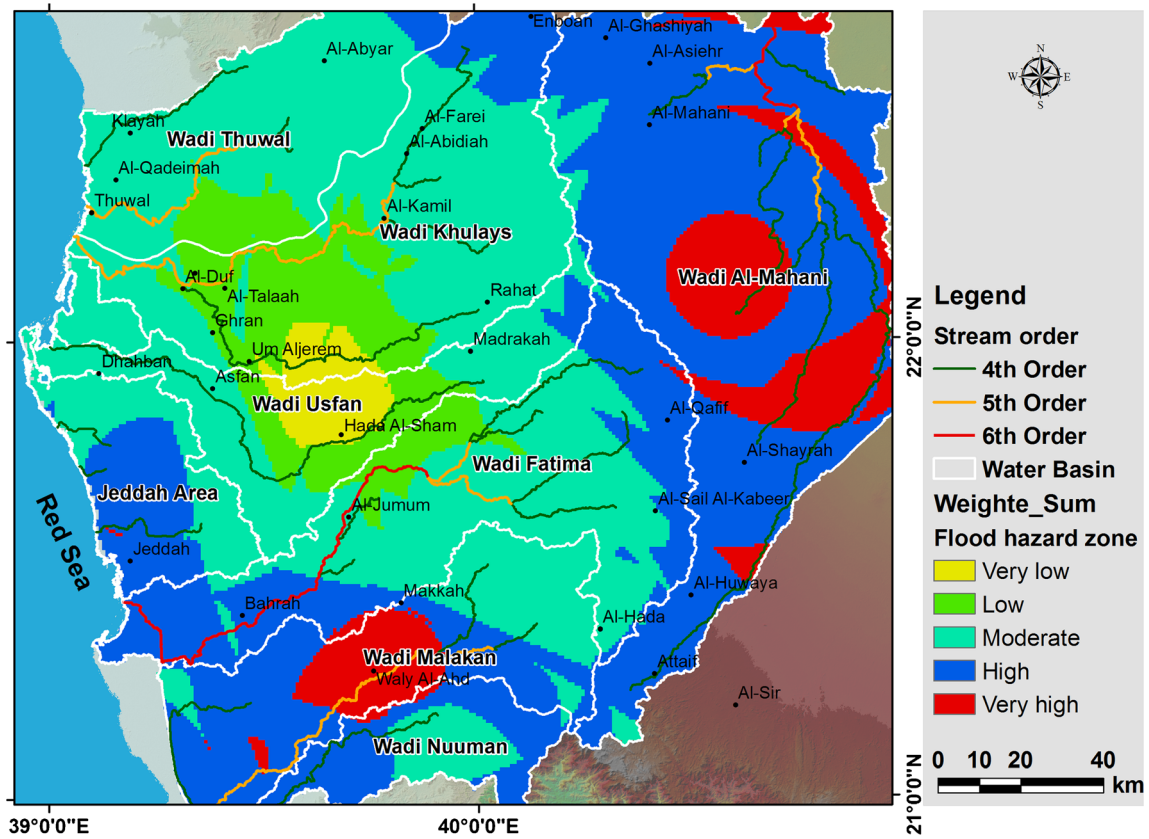 Enboan
Al-Ghashiyah
Al-Abyar
Al-Asiehr
Klayah
Al-Farei
Al-Mahani
Wadi Thuwal
Al-Abidiah
Al-Qadeimah
Thuwal
Al-Kamil
Wadi Khulays
Al-Duf
Wadi Al-Mahani
Al-Talaah
Rahat
Ghran
Um Aljerem
Madrakah
Dhahban
Asfan
Wadi Usfan
Al-Qafif
Hada Al-Sham
Al-Shayrah
Wadi Fatima
Jeddah Area
Al-Jumum
Al-Sail Al-Kabeer
Red Sea
Jeddah
Al-Huwaya
Makkah
Bahrah
Al-Hada
Wadi Malakan
Attaif
Waly Al-Ahd
Al-Sir
Wadi Nuuman
39°0'0"E
40°0'0"E
22°0'0"N
21°0'0"N
N
W E
S
Legend
Stream order
4th Order
5th Order
6th Order
Water Basin
Weighte_Sum
Flood hazard zone
Very low
Low
Moderate
High
Very high
0 10 20 40
km